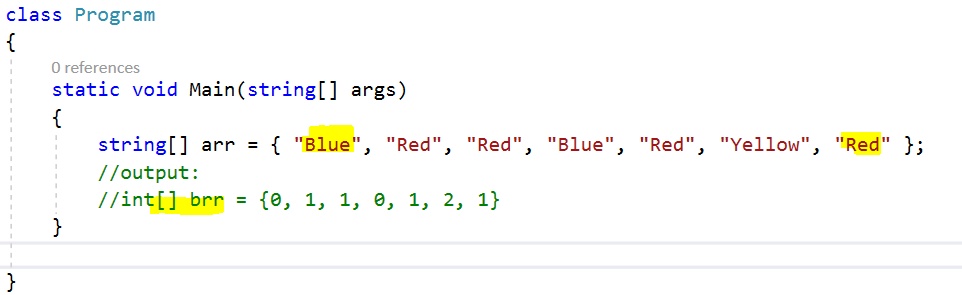 class Program
{
0 references
static void Main(string[] args)
{
string[] arr = { "Blue", "Red", "Red", "Blue", "Red", "Yellow", "Red" };
//output:
//int[] brr = {0, 1, 1, 0, 1, 2, 1}
}
}